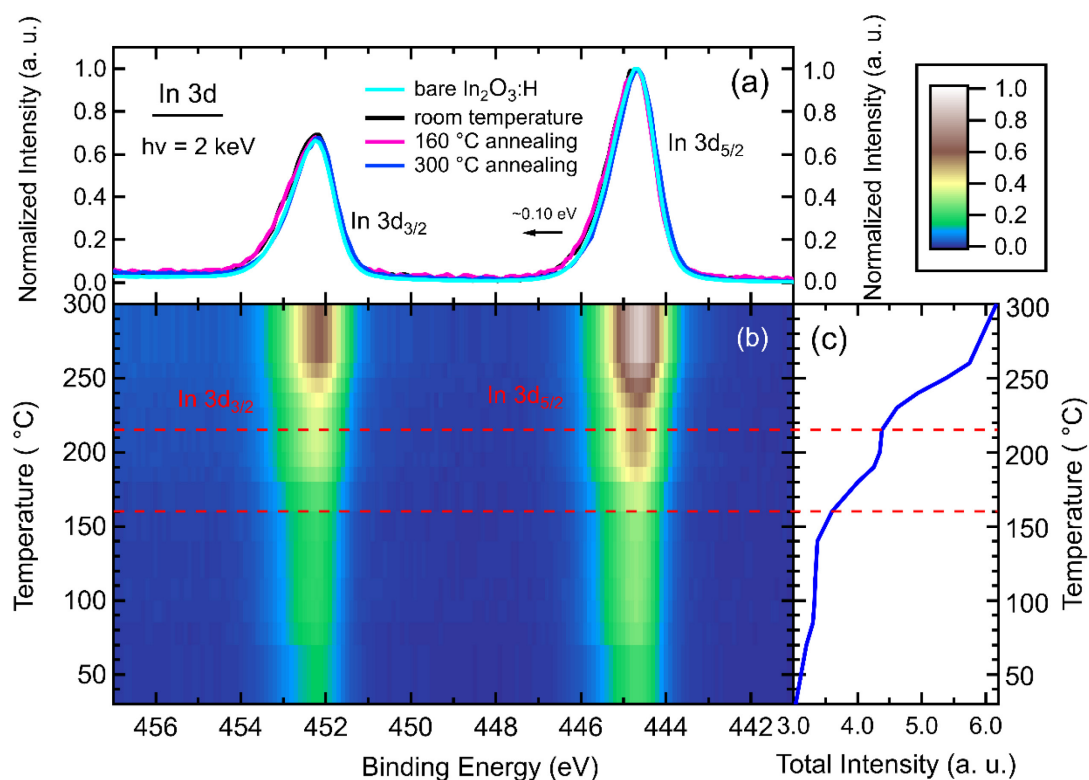 Normalized Intensity (a. u.)
1.0
0.8
0.6
0.4
0.2
0.0
In 3d
hν = 2 keV
bare In₂O₃:H
room temperature
160 °C annealing
300 °C annealing
(a)
In 3d₅/₂
In 3d₃/₂
~0.10 eV
1.0
0.8
0.6
0.4
0.2
0.0
Normalized Intensity (a. u.)
1.0
0.8
0.6
0.4
0.2
0.0
Temperature ( °C)
300
250
200
150
100
50
In 3d₃/₂
In 3d₅/₂
(b)
(c)
300
250
200
150
100
50
Temperature ( °C)
456
454
452
450
448
446
444
442
Binding Energy (eV)
3.0
4.0
5.0
6.0
Total Intensity (a. u.)